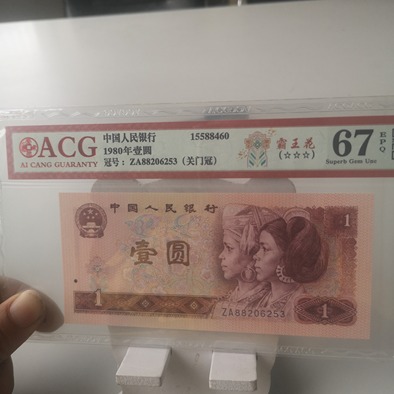 ACG
AI CANG GUARANTY
中国人民银行 15588460
1980年壹圆
冠号：ZA88206253（关门冠）
霸王花
（☆☆☆）
67
EPQ
Superb Gem Unc
中国人民银行
1
壹圆
1
ZA88206253
1